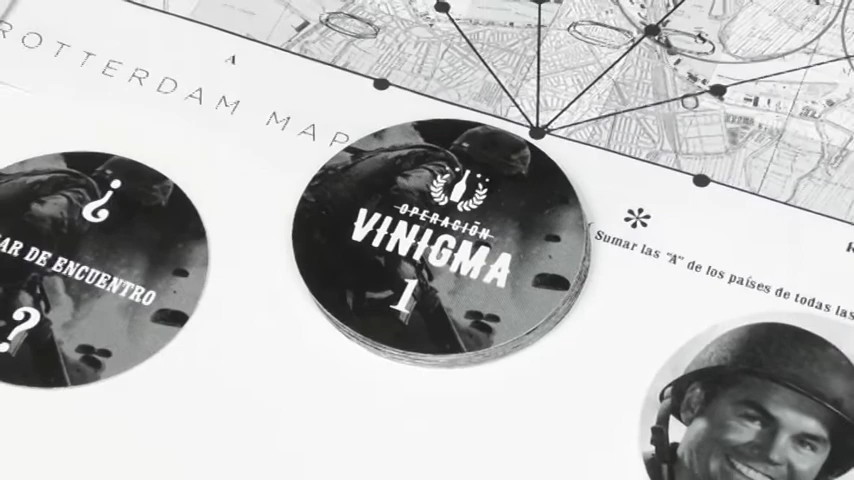 ROTTERDAM MAP
A
¿
AR DE ENCUENTRO
?
OPERACIÓN
VINIGMA
1
*
Sumar las "A" de los países de todas las